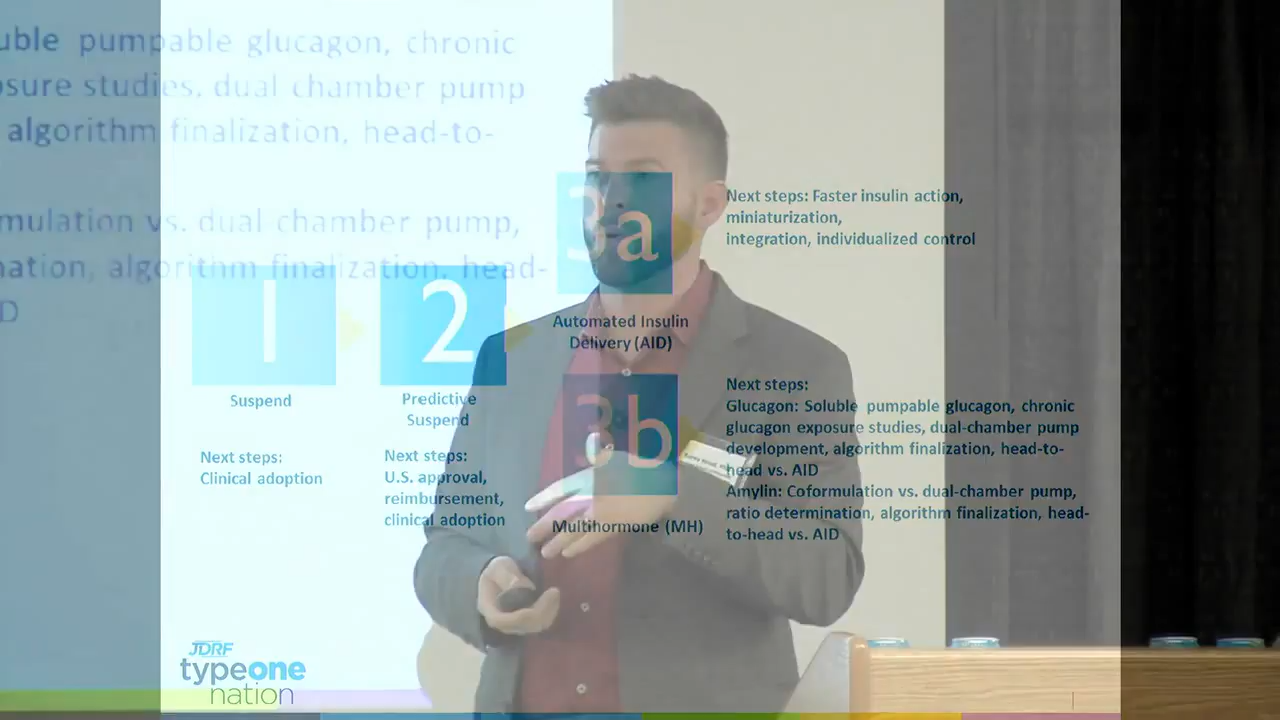 uble pumpable glucagon, chronic
osure studies, dual chamber pump
algorithm finalization, head-to-
mulation vs. dual-chamber pump,
nation, algorithm finalization, head-
D
1
Suspend
Next steps:
Clinical adoption
2
Predictive
Suspend
Next steps:
U.S. approval,
reimbursement,
clinical adoption
3a
Automated Insulin
Delivery (AID)
Next steps: Faster insulin action,
miniaturization,
integration, individualized control
3b
Multihormone (MH)
Next steps:
Glucagon: Soluble pumpable glucagon, chronic
glucagon exposure studies, dual-chamber pump
development, algorithm finalization, head-to-
head vs. AID
Amylin: Coformulation vs. dual-chamber pump,
ratio determination, algorithm finalization, head-
to-head vs. AID
JDRF
typeone
nation